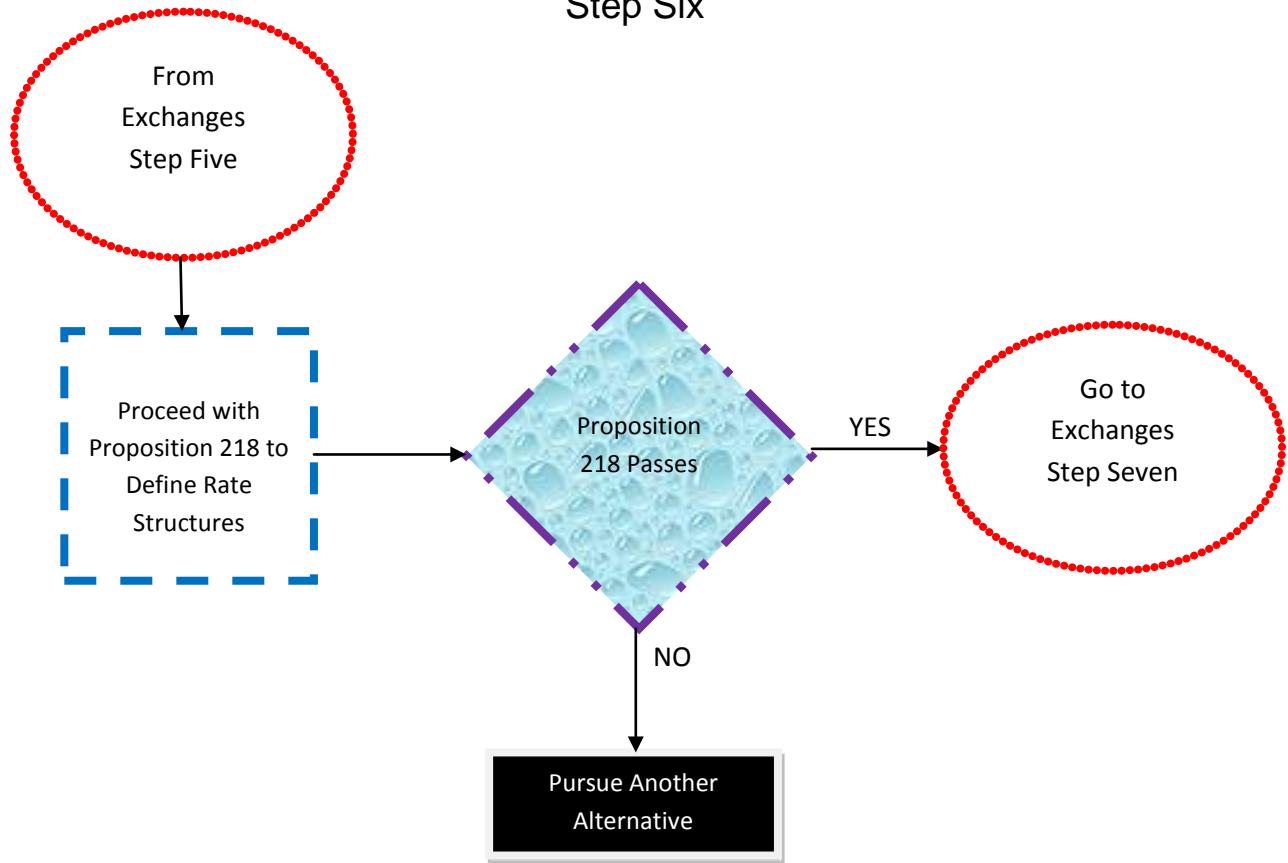 Step Six
From
Exchanges
Step Five
Proceed with
Proposition 218 to
Define Rate
Structures
Proposition
218 Passes
YES
Go to
Exchanges
Step Seven
NO
Pursue Another
Alternative